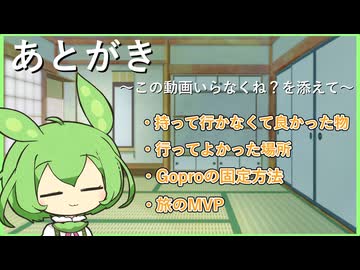 あとがき
～この動画いらなくね？を添えて～
・持って行かなくて良かった物
・行ってよかった場所
・Goproの固定方法
・旅のMVP